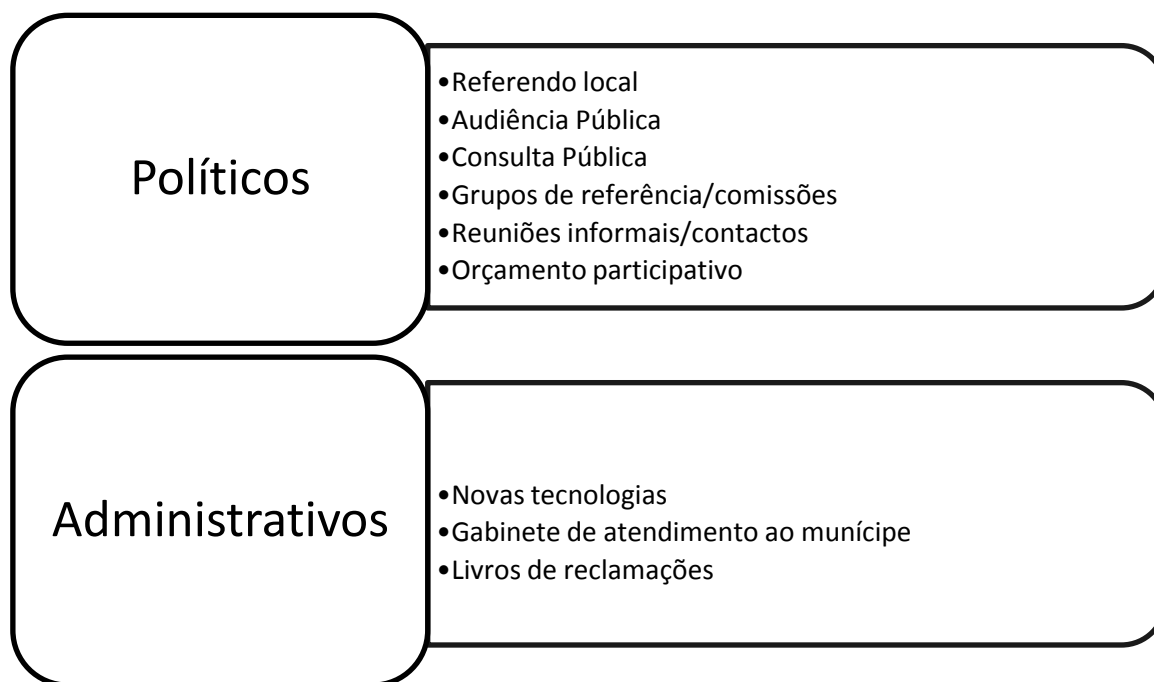 Políticos
•Referendo local
•Audiência Pública
•Consulta Pública
•Grupos de referência/comissões
•Reuniões informais/contactos
•Orçamento participativo
Administrativos
•Novas tecnologias
•Gabinete de atendimento ao munícipe
•Livros de reclamações